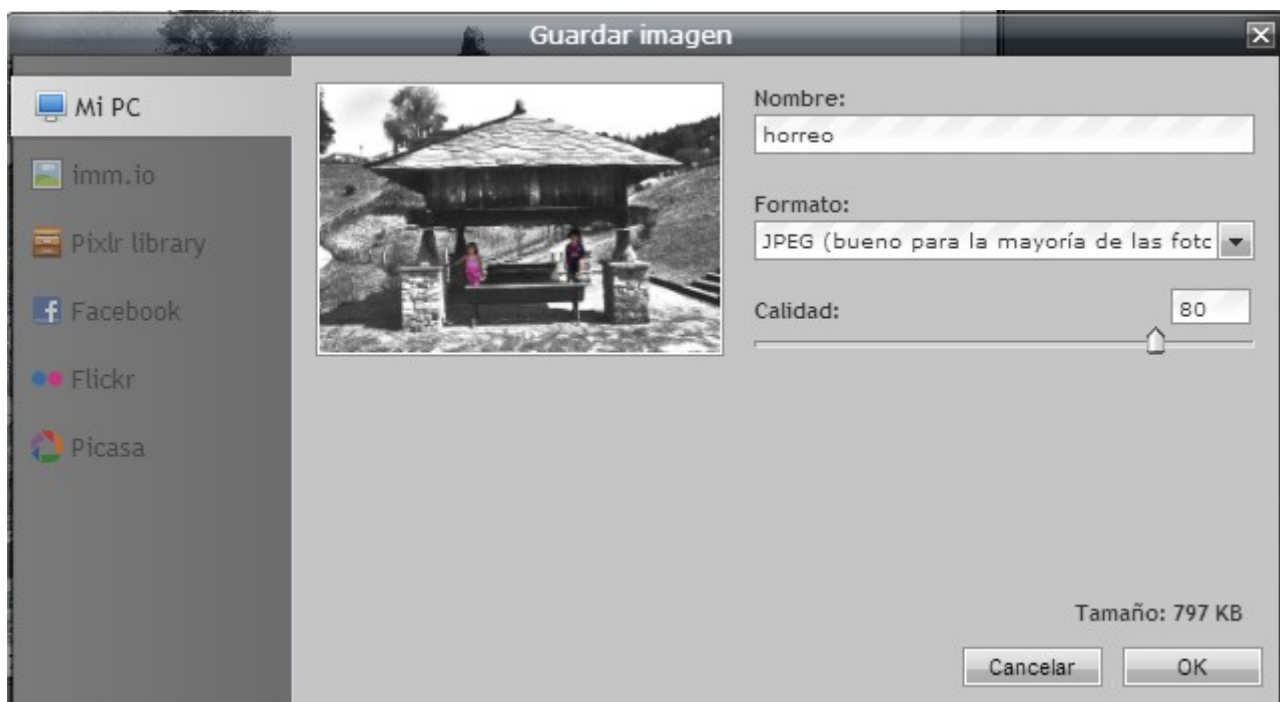 Guardar imagen
Mi PC
imm.io
Pixlr library
Facebook
Flickr
Picasa
Nombre:
horreo
Formato:
JPEG (bueno para la mayoría de las fotc
Calidad:
80
Tamaño: 797 KB
Cancelar
OK